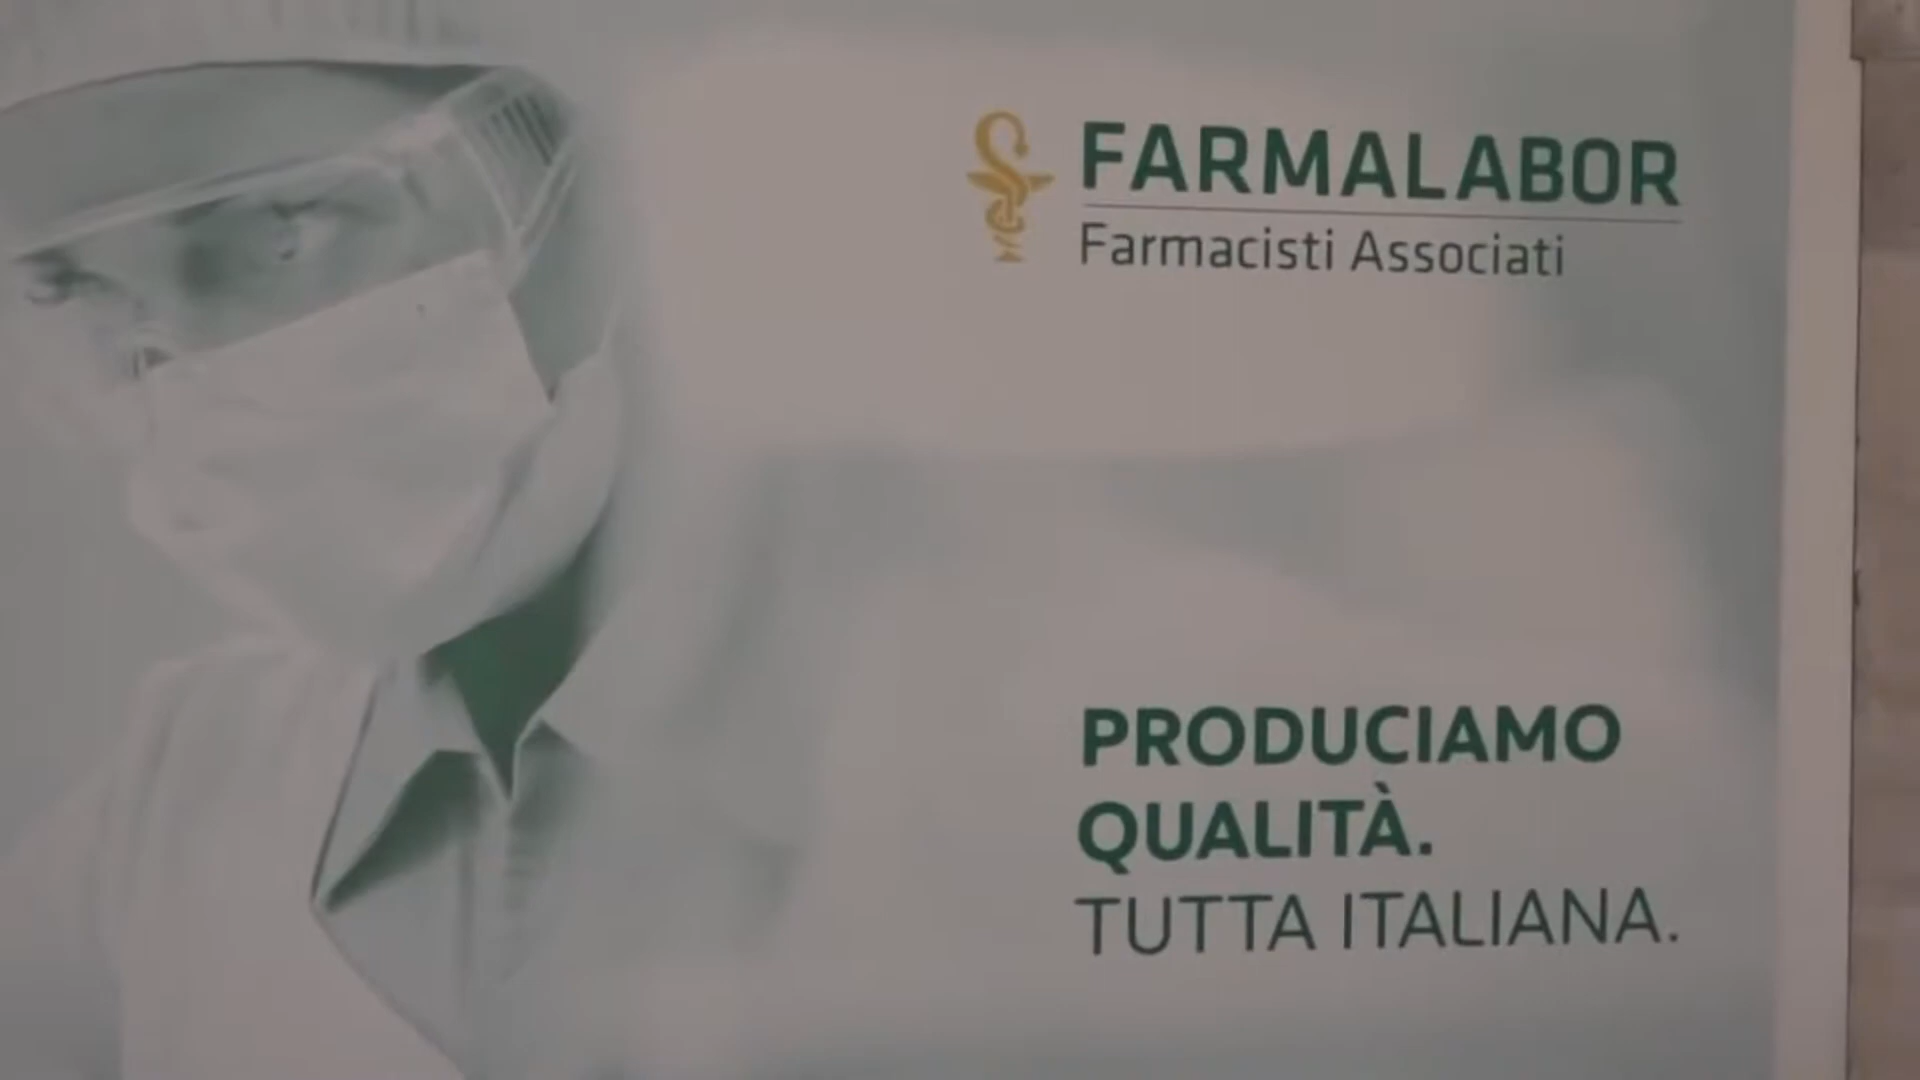 FARMALABOR
Farmacisti Associati
PRODUCIAMO
QUALITÀ.
TUTTA ITALIANA.